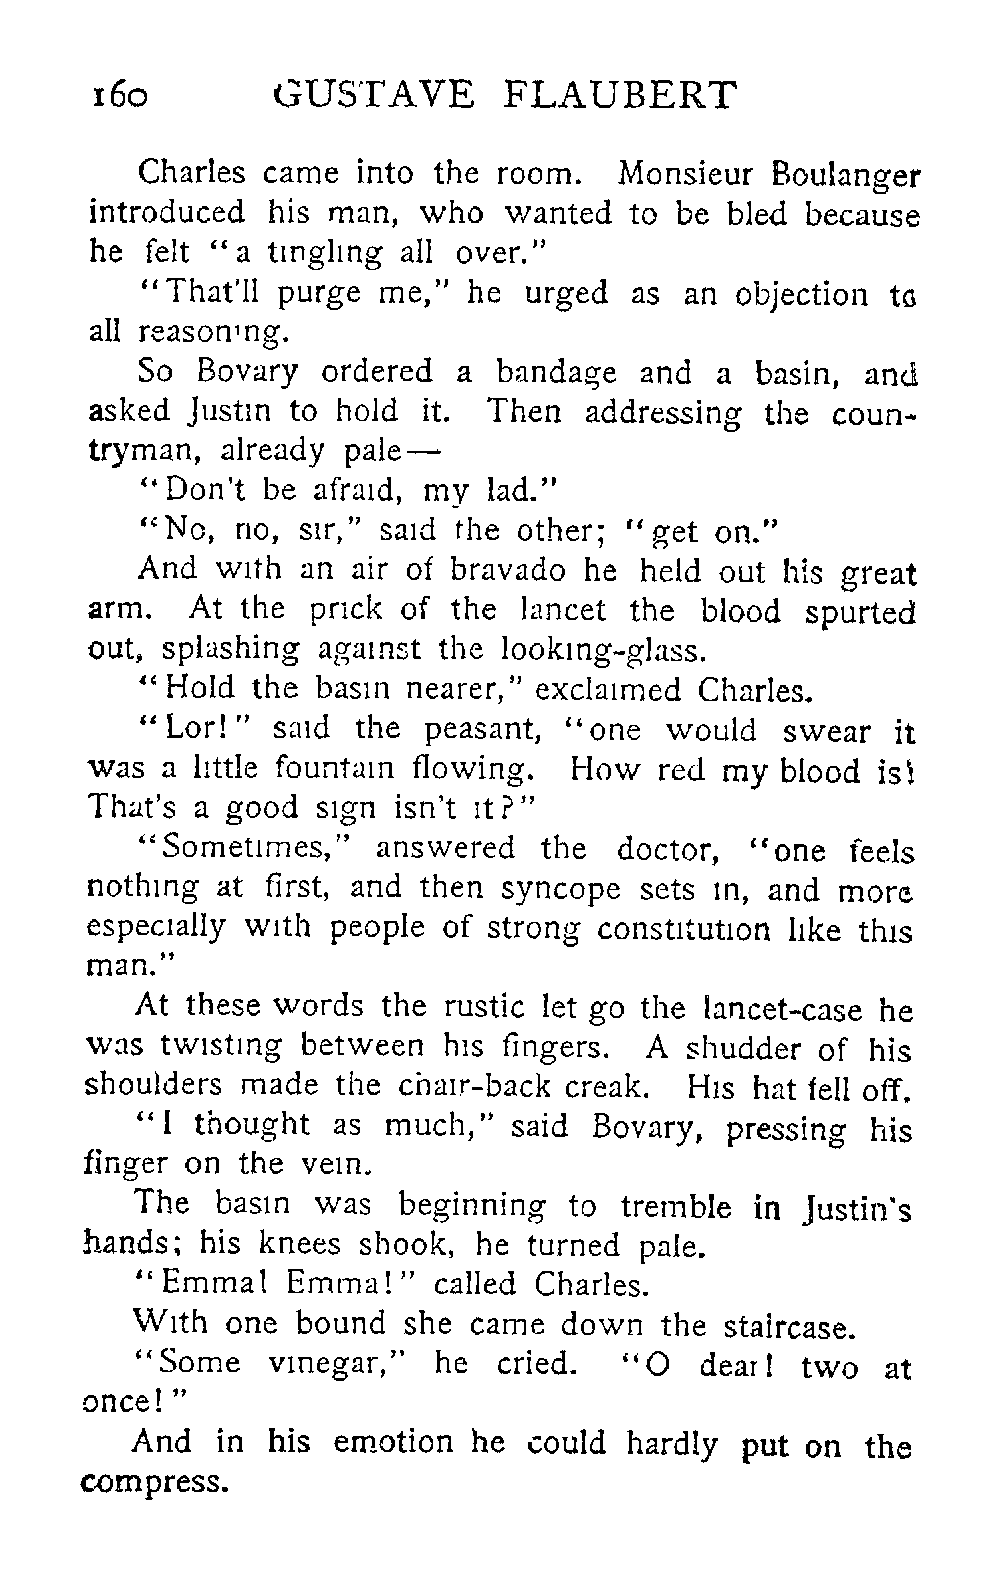 160 GUSTAVE FLAUBERT
Charles came into the room. Monsieur Boulanger
introduced his man, who wanted to be bled because
he felt "a tingling all over."
"That'll purge me," he urged as an objection to
all reasoning.
So Bovary ordered a bandage and a basin, and
asked Justin to hold it. Then addressing the coun-
tryman, already pale—
"Don't be afraid, my lad."
"No, no, sir," said the other; "get on."
And with an air of bravado he held out his great
arm. At the prick of the lancet the blood spurted
out, splashing against the looking-glass.
"Hold the basin nearer," exclaimed Charles.
"Lor!" said the peasant, "one would swear it
was a little fountain flowing. How red my blood is!
That's a good sign isn't it?"
"Sometimes," answered the doctor, "one feels
nothing at first, and then syncope sets in, and more
especially with people of strong constitution like this
man."
At these words the rustic let go the lancet-case he
was twisting between his fingers. A shudder of his
shoulders made the chair-back creak. His hat fell off.
"I thought as much," said Bovary, pressing his
finger on the vein.
The basin was beginning to tremble in Justin's
hands; his knees shook, he turned pale.
"Emma! Emma!" called Charles.
With one bound she came down the staircase.
"Some vinegar," he cried. "O dear! two at
once!"
And in his emotion he could hardly put on the
compress.